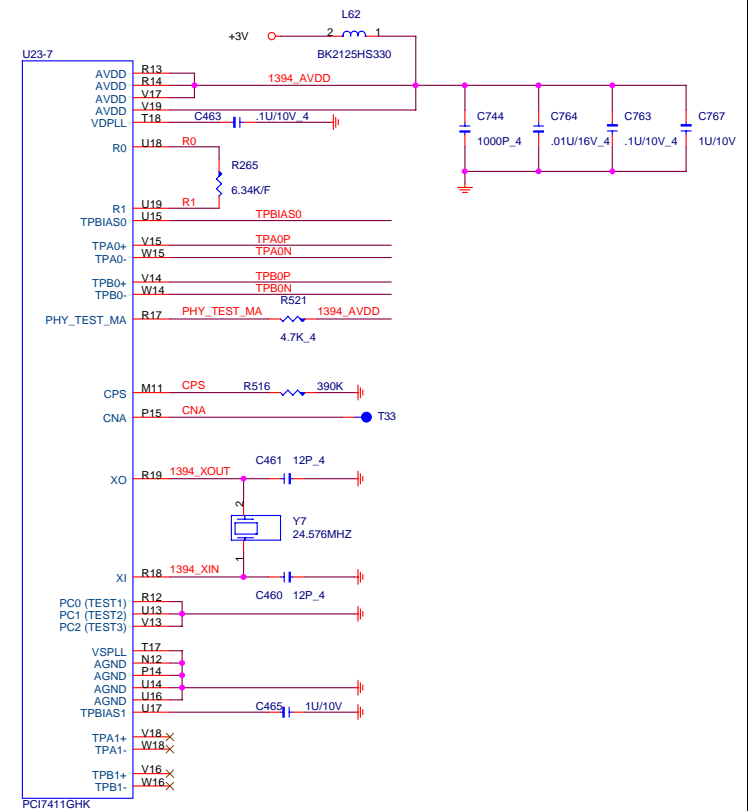 L62
+3V 2 1
BK2125HS330
U23-7
AVDD R13
AVDD R14 1394_AVDD
AVDD V17
AVDD V19
VDPLL T18 C463 .1U/10V_4
C744 C764 C763 C767
1000P_4 .01U/16V_4 .1U/10V_4 1U/10V
R0 U18 R0
R265
6.34K/F
R1 U19 R1
TPBIAS0 U15 TPBIAS0
TPA0+ V15 TPA0P
TPA0- W15 TPA0N
TPB0+ V14 TPB0P
TPB0- W14 TPB0N
R521
PHY_TEST_MA R17 PHY_TEST_MA 1394_AVDD
4.7K_4
CPS M11 CPS R516 390K
CNA P15 CNA T33
C461 12P_4
XO R19 1394_XOUT
2
Y7
24.576MHZ
1
XI R18 1394_XIN
C460 12P_4
PC0 (TEST1) R12
PC1 (TEST2) U13
PC2 (TEST3) V13
VSPLL T17
AGND N12
AGND P14
AGND U14
AGND U16
TPBIAS1 U17 C465 1U/10V
TPA1+ V18
TPA1- W18
TPB1+ V16
TPB1- W16
PCI7411GHK